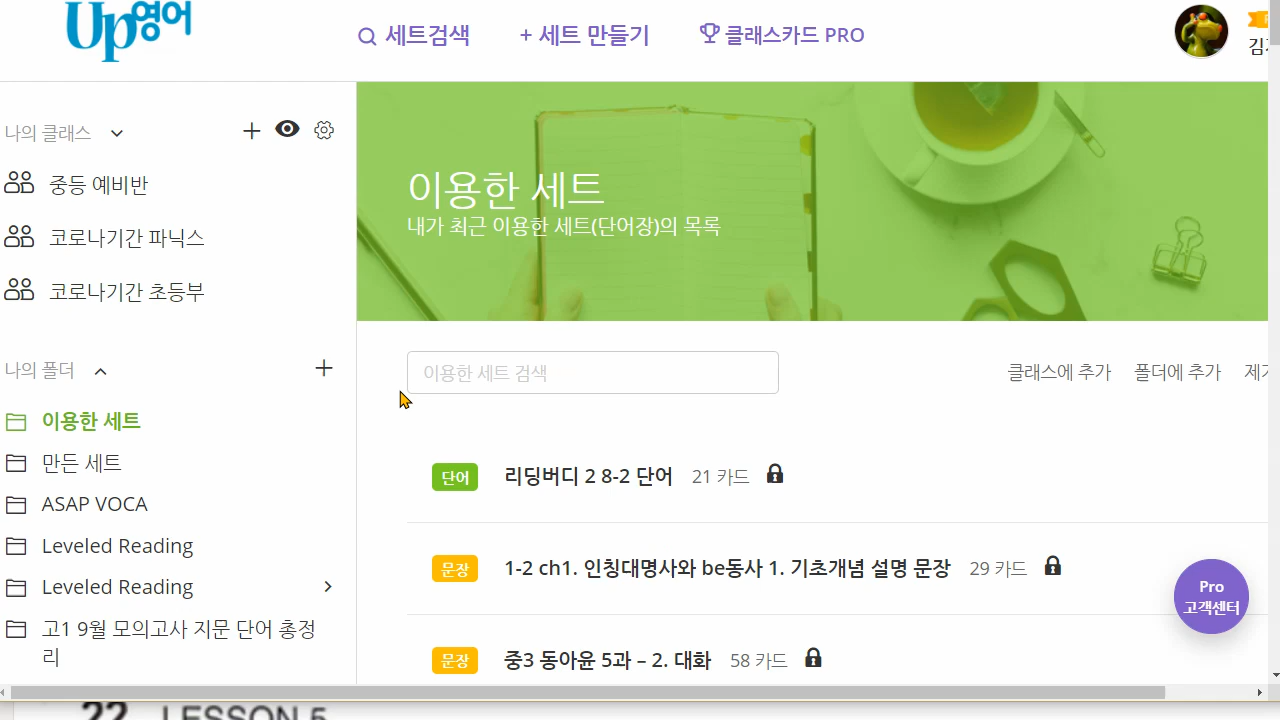 Up영어
세트검색
+ 세트 만들기
클래스카드 PRO
나의 클래스
중등 예비반
코로나기간 파닉스
코로나기간 초등부
나의 폴더
이용한 세트
만든 세트
ASAP VOCA
Leveled Reading
Leveled Reading
고1 9월 모의고사 지문 단어 총정
리
이용한 세트
내가 최근 이용한 세트(단어장)의 목록
이용한 세트 검색
클래스에 추가 폴더에 추가
단어 리딩버디 2 8-2 단어 21 카드
문장 1-2 ch1. 인칭대명사와 be동사 1. 기초개념 설명 문장 29 카드
문장 중3 동아윤 5과 – 2. 대화 58 카드
Pro
고객센터
22 LESSON 5